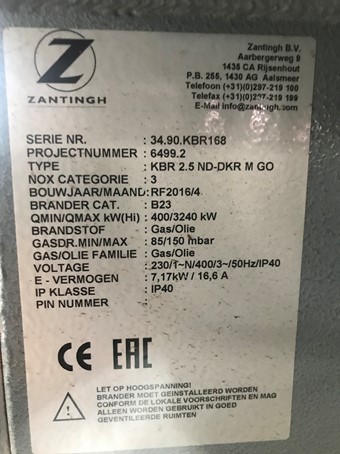 Z
ZANTINGH
Zantingh B.V.
Aarbergerweg 9
1435 CA Rijsenhout
P.B. 255, 1430 AG Aalsmeer
Telefoon (+31)(0)297-219 100
Telefax (+31)(0)297-219 199
E-Mail info@zantingh.com
SERIE NR. : 34.90.KBR168
PROJECTNUMMER : 6499.2
TYPE : KBR 2.5 ND-DKR M GO
NOX CATEGORIE : 3
BOUWJAAR/MAAND : RF2016/4
BRANDER CAT. : B23
QMIN/QMAX kW(Hi) : 400/3240 kW
BRANDSTOF : Gas/Olie
GASDR.MIN/MAX : 85/150 mbar
GAS/OLIE FAMILIE : Gas/Olie
VOLTAGE : 230/1~N/400/3~/50Hz/IP40
E - VERMOGEN : 7,17kW / 16,6 A
IP KLASSE : IP40
PIN NUMMER :
CE EAC
LET OP HOOGSPANNING!
BRANDER MOET GEINSTALLEERD WORDEN
CONFORM DE LOKALE VOORSCHRIFTEN EN MAG
ALLEEN WORDEN GEBRUIKT IN GOED
GEVENTILEERDE RUIMTEN